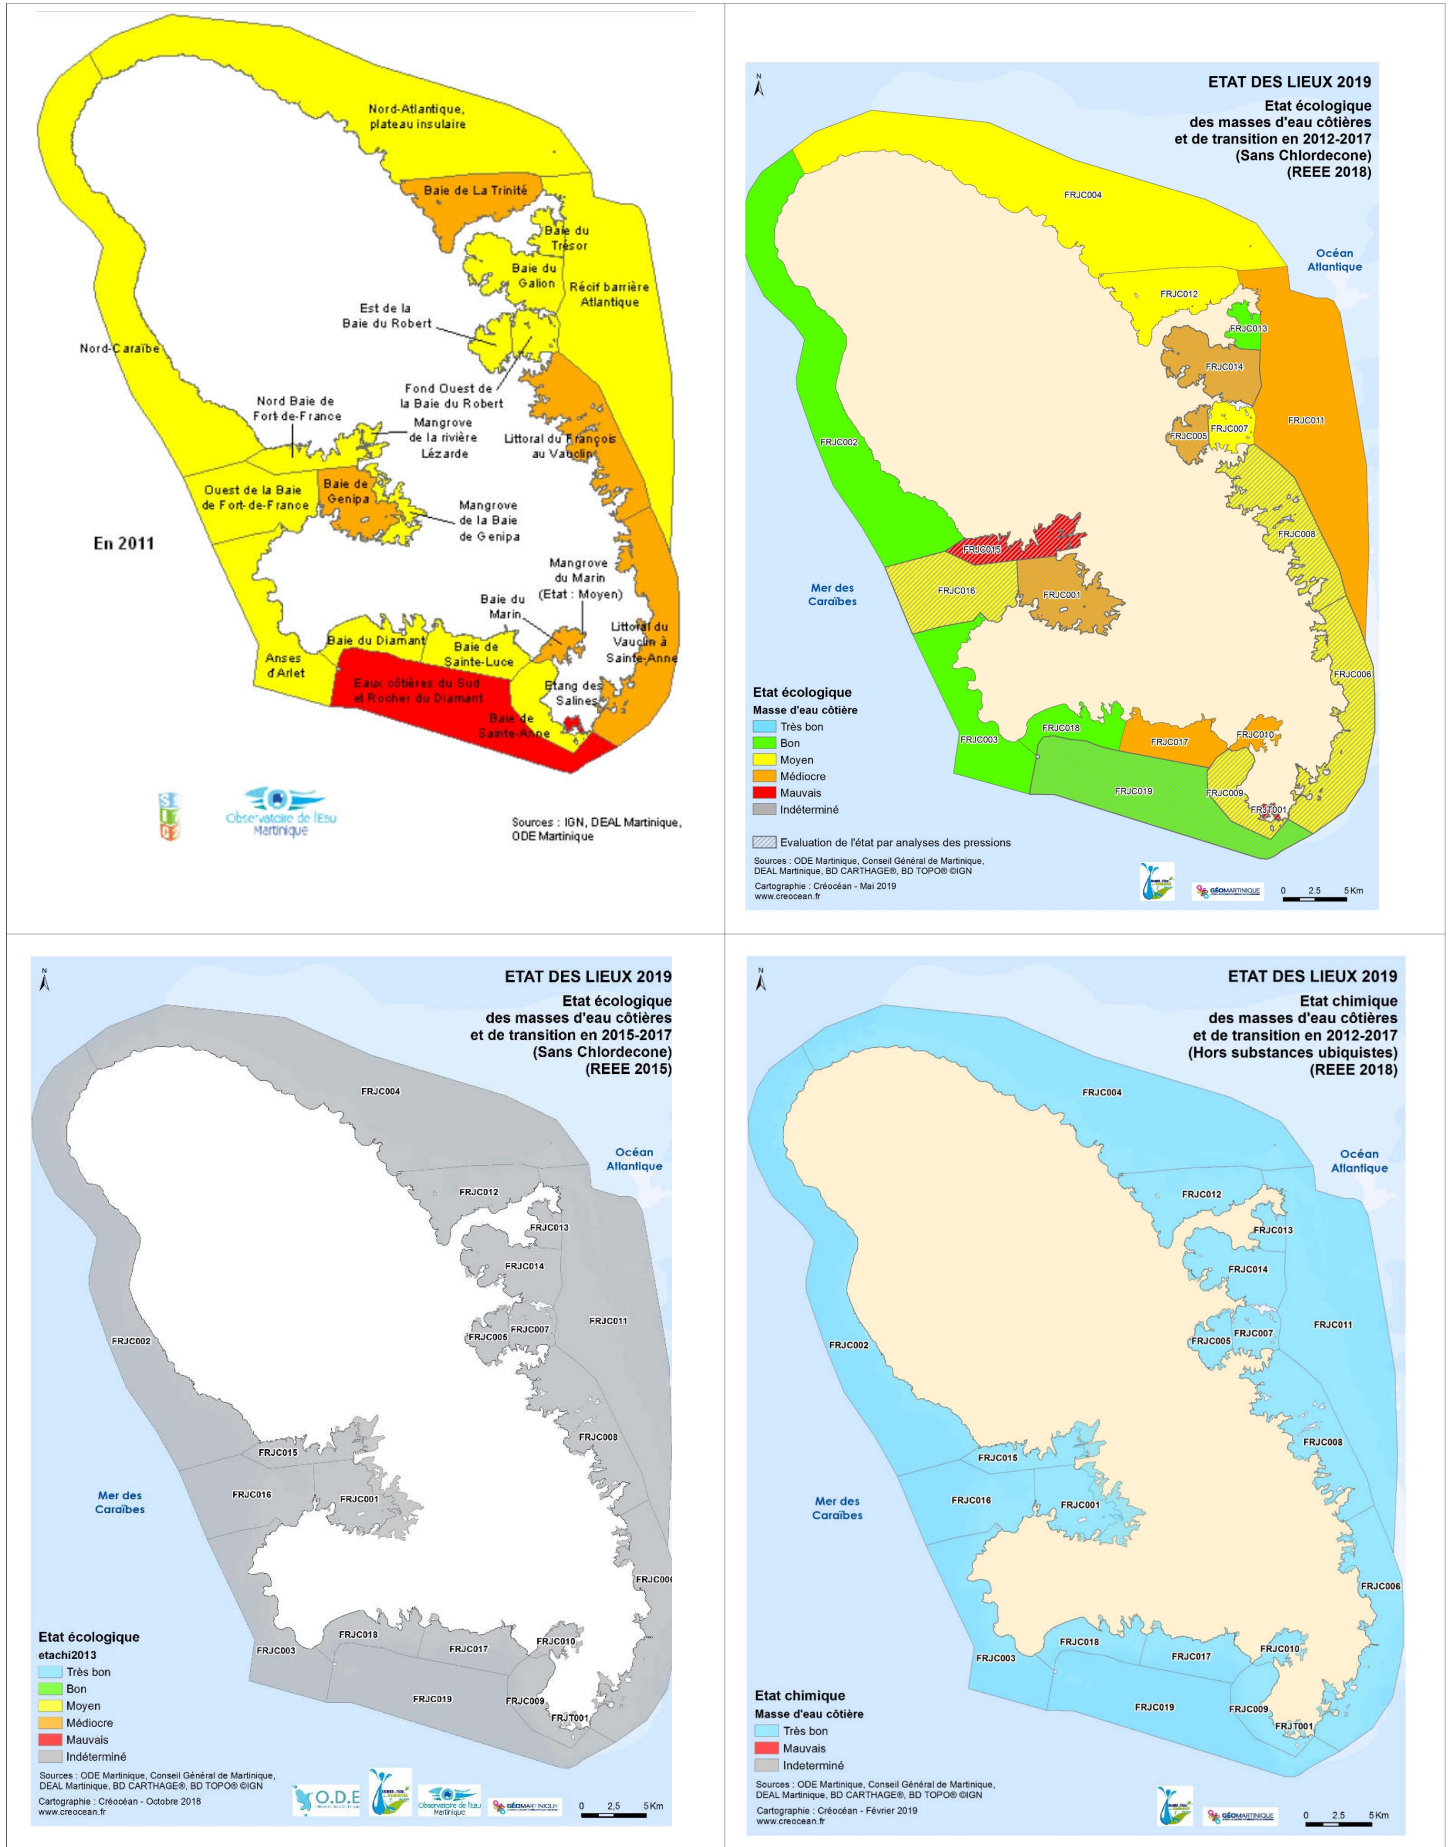 Nord-Atlantique,
plateau insulaire
Baie de La Trinité
Baie du
Trésor
Baie du
Galion
Récif barrière
Atlantique
Est de la
Baie du Robert
Nord-Caraïbe
Fond Ouest de
la Baie du Robert
Nord Baie de
Fort-de-France
Mangrove
de la rivière
Lézarde
Littoral du François
au Vauclin
Ouest de la Baie
de Fort-de-France
Baie de
Genipa
Mangrove
de la Baie
de Genipa
En 2011
Mangrove
du Marin
(Etat : Moyen)
Baie du
Marin
Littoral du
Vauclin à
Sainte-Anne
Baie du Diamant
Baie de
Sainte-Luce
Anses
d'Arlet
Eaux côtières du Sud
et Rocher du Diamant
Etang des
Salines
Baie de
Sainte-Anne
Observatoire de l'Eau
Martinique
Sources : IGN, DEAL Martinique,
ODE Martinique
N
ETAT DES LIEUX 2019
Etat écologique
des masses d'eau côtières
et de transition en 2012-2017
(Sans Chlordecone)
(REEE 2018)
FRJC004
Océan
Atlantique
FRJC012
FRJC013
FRJC014
FRJC011
FRJC007
FRJC005
FRJC002
FRJC008
FRJC015
FRJC016
FRJC001
Mer des
Caraïbes
FRJC006
FRJC018
FRJC003
FRJC017
FRJC010
FRJC019
FRJC009
FRJT001
Etat écologique
Masse d'eau côtière
Très bon
Bon
Moyen
Médiocre
Mauvais
Indéterminé
Evaluation de l'état par analyses des pressions
Sources : ODE Martinique, Conseil Général de Martinique,
DEAL Martinique, BD CARTHAGE®, BD TOPO® ©IGN
Cartographie : Créocéan - Mai 2019
www.creocean.fr
GÉOMARTINIQUE
0 2.5 5 Km
N
ETAT DES LIEUX 2019
Etat écologique
des masses d'eau côtières
et de transition en 2015-2017
(Sans Chlordecone)
(REEE 2015)
FRJC004
Océan
Atlantique
FRJC012
FRJC013
FRJC014
FRJC011
FRJC007
FRJC005
FRJC002
FRJC008
FRJC015
FRJC016
FRJC001
Mer des
Caraïbes
FRJC006
FRJC018
FRJC003
FRJC017
FRJC010
FRJC019
FRJC009
FRJT001
Etat écologique
etachi2013
Très bon
Bon
Moyen
Médiocre
Mauvais
Indéterminé
Sources : ODE Martinique, Conseil Général de Martinique,
DEAL Martinique, BD CARTHAGE®, BD TOPO® ©IGN
Cartographie : Créocéan - Octobre 2018
www.creocean.fr
O.D.E
Observatoire de l'Eau
Martinique
GÉOMARTINIQUE
0 2,5 5 Km
N
ETAT DES LIEUX 2019
Etat chimique
des masses d'eau côtières
et de transition en 2012-2017
(Hors substances ubiquistes)
(REEE 2018)
FRJC004
Océan
Atlantique
FRJC012
FRJC013
FRJC014
FRJC011
FRJC007
FRJC005
FRJC002
FRJC008
FRJC015
FRJC016
FRJC001
Mer des
Caraïbes
FRJC006
FRJC018
FRJC003
FRJC017
FRJC010
FRJC019
FRJC009
FRJT001
Etat chimique
Masse d'eau côtière
Très bon
Mauvais
Indeterminé
Sources : ODE Martinique, Conseil Général de Martinique,
DEAL Martinique, BD CARTHAGE®, BD TOPO® ©IGN
Cartographie : Créocéan - Février 2019
www.creocean.fr
GÉOMARTINIQUE
0 2.5 5 Km